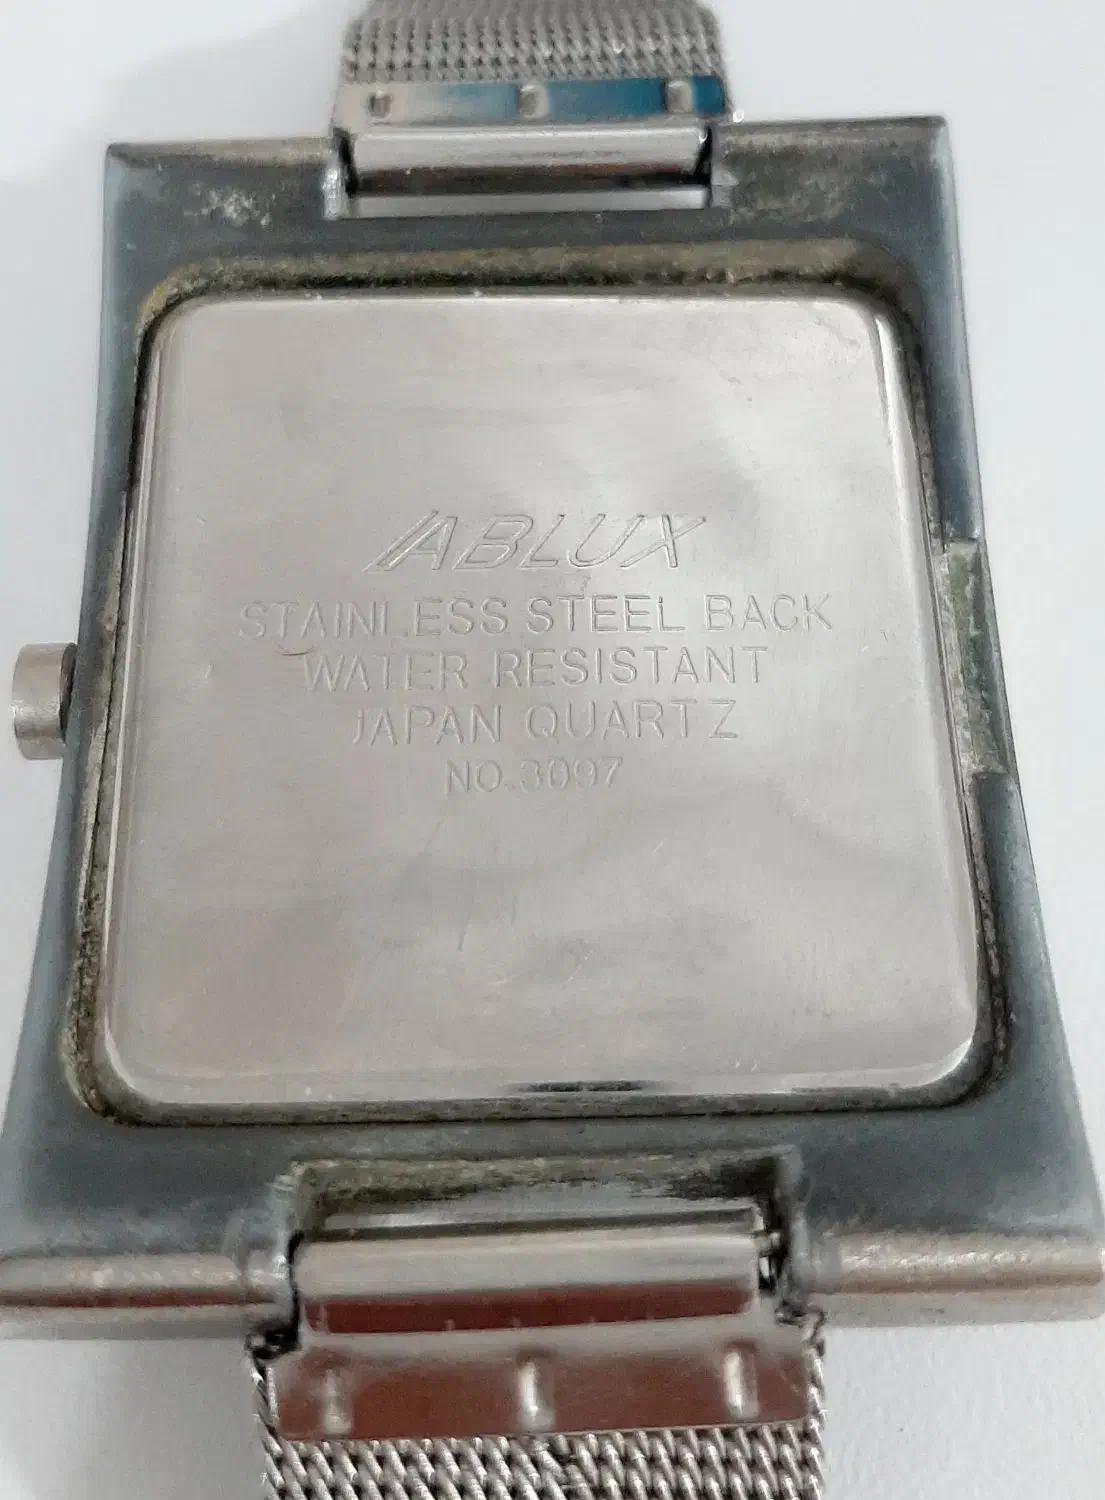 ABLUX
STAINLESS STEEL BACK
WATER RESISTANT
JAPAN QUARTZ
NO.3097